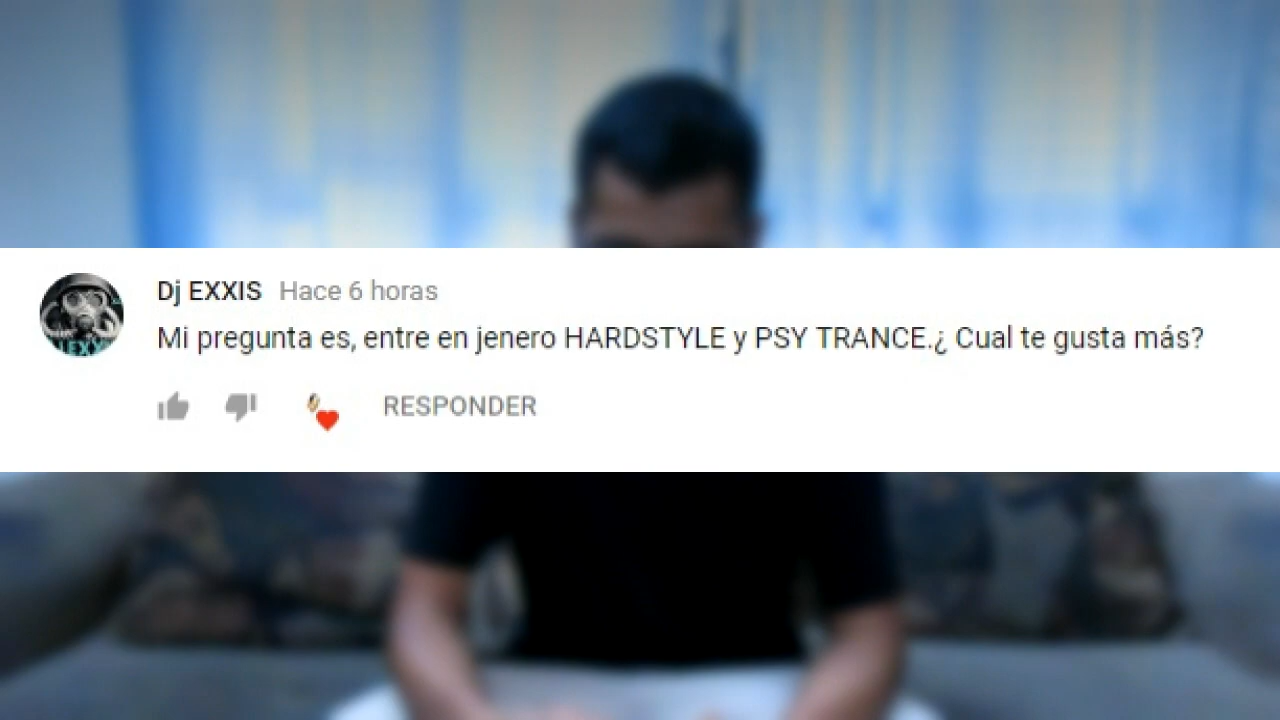 Dj EXXIS Hace 6 horas
Mi pregunta es, entre en jenero HARDSTYLE y PSY TRANCE.¿ Cual te gusta más?
RESPONDER